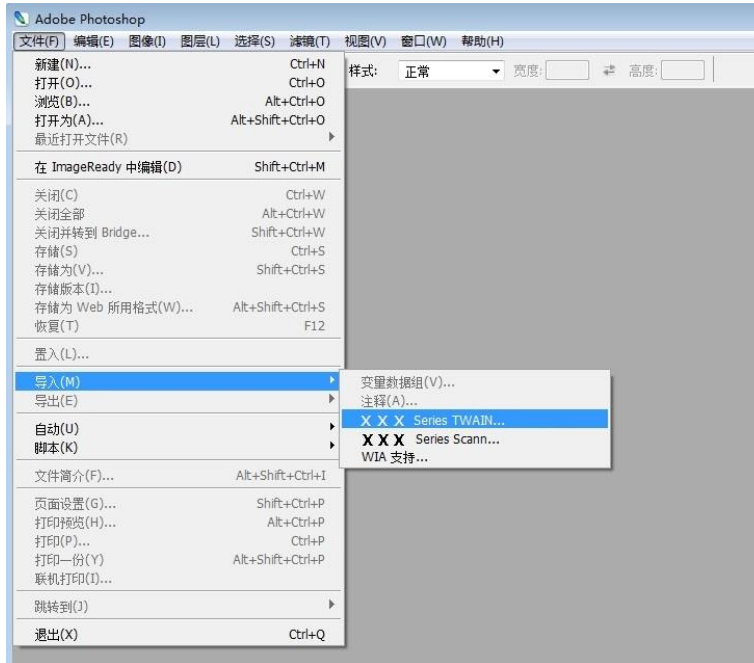 Adobe Photoshop
文件(F) 编辑(E) 图像(I) 图层(L) 选择(S) 滤镜(T) 视图(V) 窗口(W) 帮助(H)
样式: 正常 宽度: 高度:
新建(N)... Ctrl+N
打开(O)... Ctrl+O
浏览(B)... Alt+Ctrl+O
打开为(A)... Alt+Shift+Ctrl+O
最近打开文件(R)
在 ImageReady 中编辑(D) Shift+Ctrl+M
关闭(C) Ctrl+W
关闭全部 Alt+Ctrl+W
关闭并转到 Bridge... Shift+Ctrl+W
存储(S) Ctrl+S
存储为(V)... Shift+Ctrl+S
存储版本(I)...
存储为 Web 所用格式(W)... Alt+Shift+Ctrl+S
恢复(T) F12
置入(L)...
导入(M)
导出(E)
自动(U)
脚本(K)
文件简介(F)... Alt+Shift+Ctrl+I
页面设置(G)... Shift+Ctrl+P
打印预览(H)... Alt+Ctrl+P
打印(P)... Ctrl+P
打印一份(Y) Alt+Shift+Ctrl+P
联机打印(I)...
跳转到(J)
退出(X) Ctrl+Q
变量数据组(V)...
注释(A)...
X X X Series TWAIN...
X X X Series Scann...
WIA 支持...